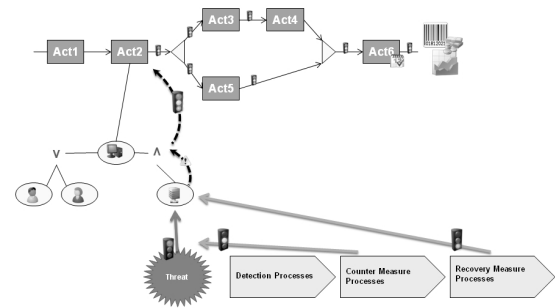 Act3
Act4
Act1
Act2
Act6
Act5
V
Λ
Threat
Detection Processes
Counter Measure
Processes
Recovery Measure
Processes